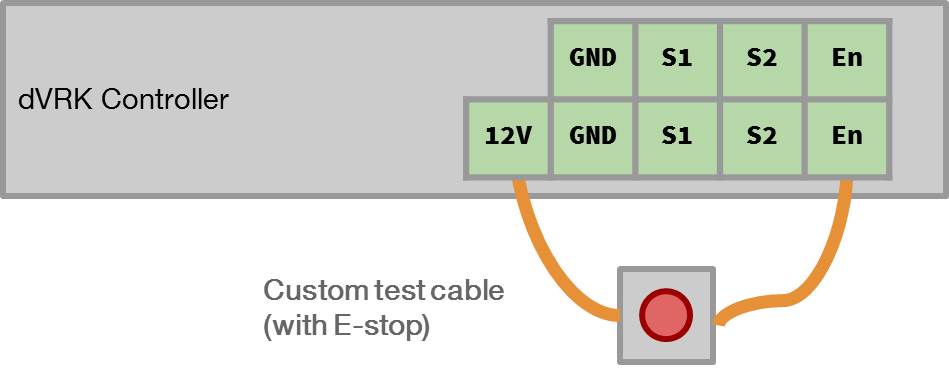 GND S1 S2 En
dVRK Controller
12V GND S1 S2 En
Custom test cable
(with E-stop)